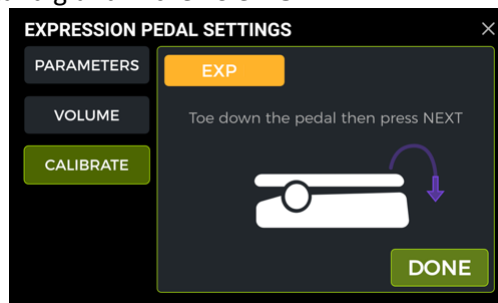 EXPRESSION PEDAL SETTINGS
PARAMETERS
EXP
VOLUME
Toe down the pedal then press NEXT
CALIBRATE
DONE